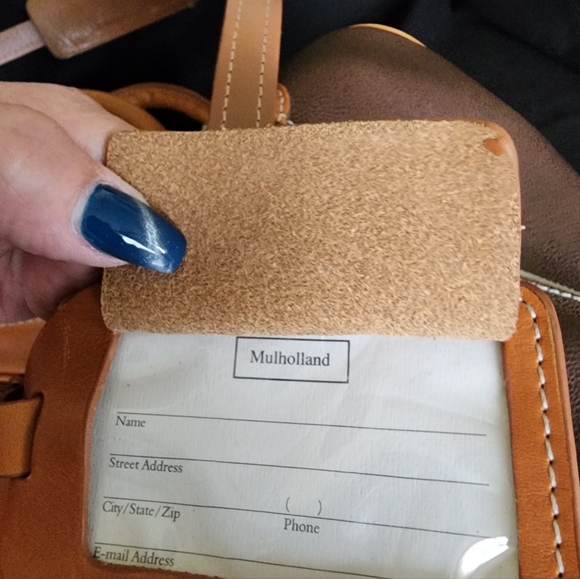 Mulholland
Name
Street Address
City/State/Zip
( )
Phone
E-mail Address